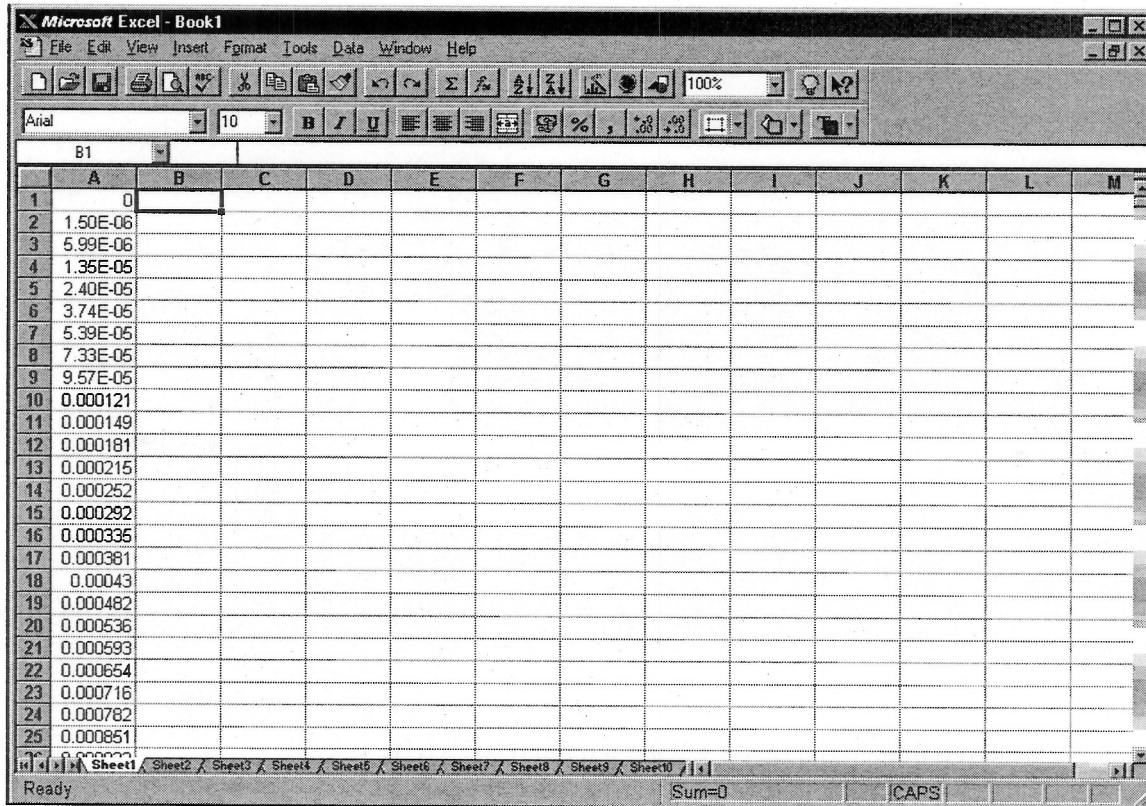 Microsoft Excel - Book1
File Edit View Insert Format Tools Data Window Help
100%
Arial 10 B I U % ,
B1
A B C D E F G H I J K L M
1 0
2 1.50E-06
3 5.99E-06
4 1.35E-05
5 2.40E-05
6 3.74E-05
7 5.39E-05
8 7.33E-05
9 9.57E-05
10 0.000121
11 0.000149
12 0.000181
13 0.000215
14 0.000252
15 0.000292
16 0.000335
17 0.000381
18 0.00043
19 0.000482
20 0.000536
21 0.000593
22 0.000654
23 0.000716
24 0.000782
25 0.000851
Sheet1 Sheet2 Sheet3 Sheet4 Sheet5 Sheet6 Sheet7 Sheet8 Sheet9 Sheet10
Ready Sum=0 CAPS